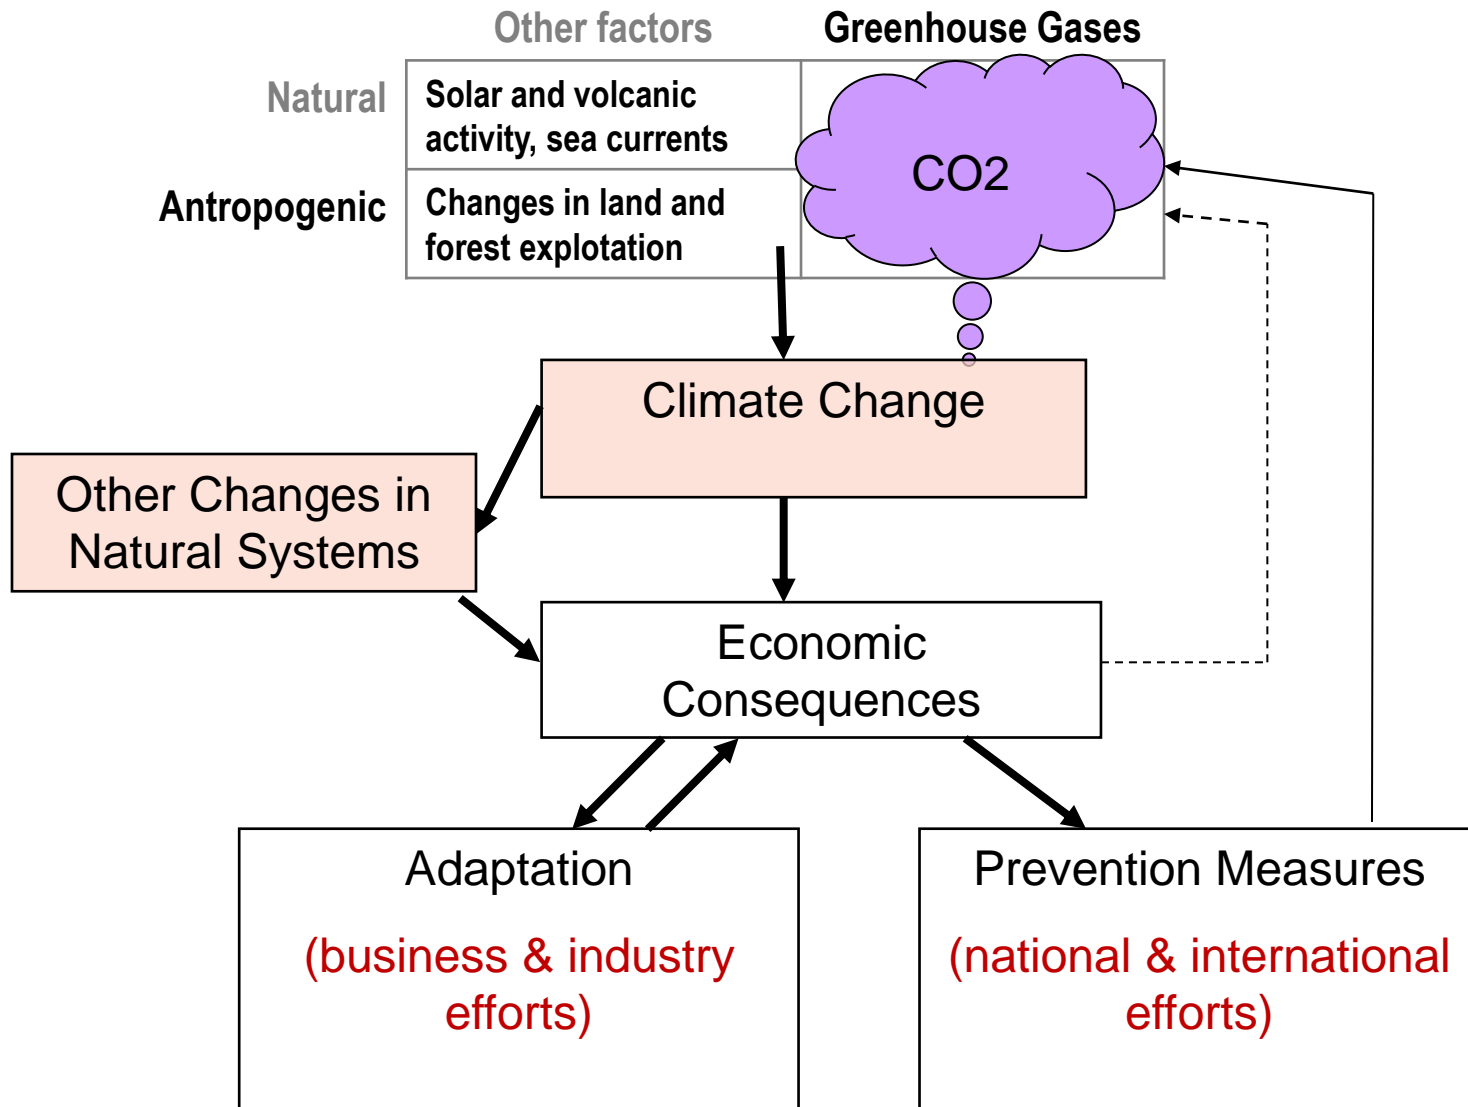 Other factors
Greenhouse Gases
Natural
Solar and volcanic
activity, sea currents
CO2
Antropogenic
Changes in land and
forest explotation
Climate Change
Other Changes in
Natural Systems
Economic
Consequences
Adaptation
(business & industry
efforts)
Prevention Measures
(national & international
efforts)